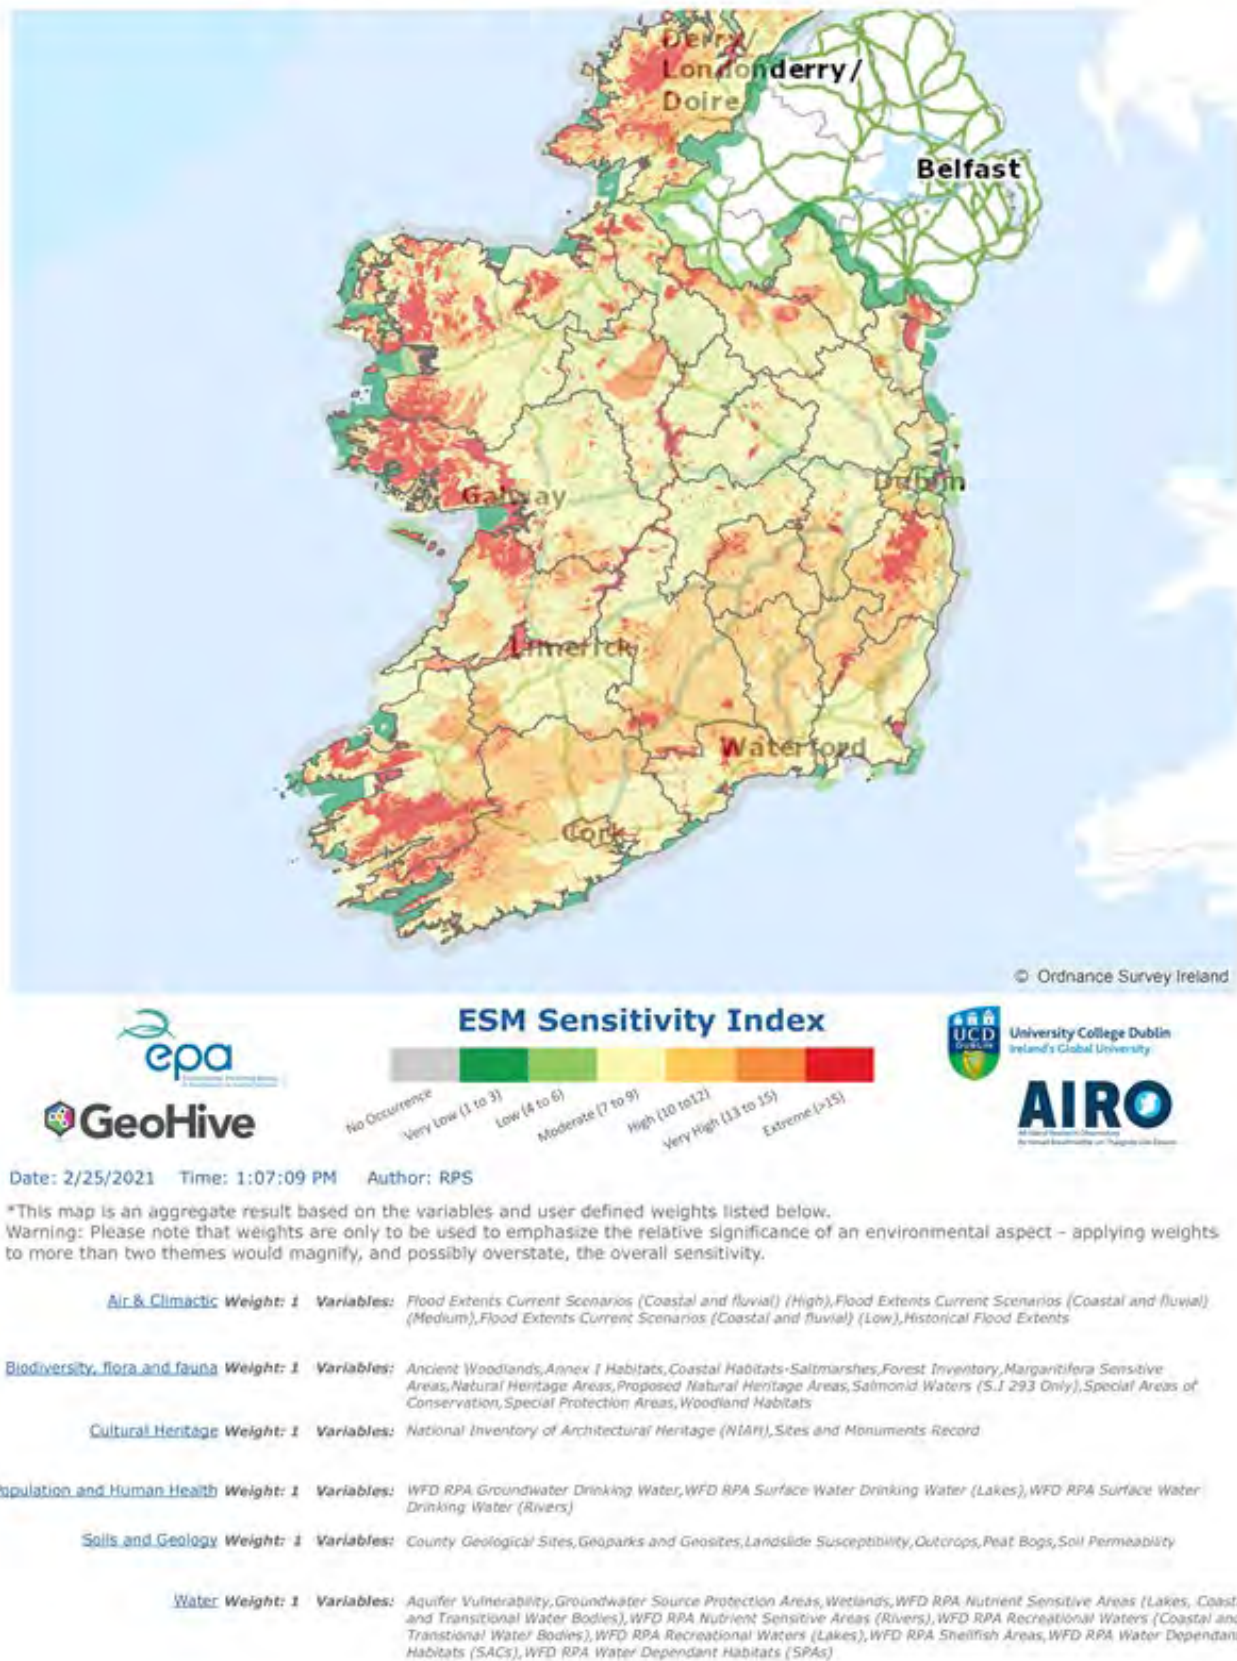 Derry/
Londonderry/
Doire
Belfast
Galway
Dublin
Limerick
Waterford
Cork
© Ordnance Survey Ireland
epa
GeoHive
ESM Sensitivity Index
No Occurrence
Very Low (1 to 3)
Low (4 to 6)
Moderate (7 to 9)
High (10 to12)
Very High (13 to 15)
Extreme (>15)
UCD
DUBLIN
University College Dublin
Ireland's Global University
AIRO
Date: 2/25/2021 Time: 1:07:09 PM Author: RPS
*This map is an aggregate result based on the variables and user defined weights listed below.
Warning: Please note that weights are only to be used to emphasize the relative significance of an environmental aspect – applying weights
to more than two themes would magnify, and possibly overstate, the overall sensitivity.
Air & Climactic Weight: 1 Variables: Flood Extents Current Scenarios (Coastal and fluvial) (High),Flood Extents Current Scenarios (Coastal and fluvial)
(Medium),Flood Extents Current Scenarios (Coastal and fluvial) (Low),Historical Flood Extents
Biodiversity, flora and fauna Weight: 1 Variables: Ancient Woodlands,Annex I Habitats,Coastal Habitats-Saltmarshes,Forest Inventory,Margaritifera Sensitive
Areas,Natural Heritage Areas,Proposed Natural Heritage Areas,Salmonid Waters (S.I 293 Only),Special Areas of
Conservation,Special Protection Areas,Woodland Habitats
Cultural Heritage Weight: 1 Variables: National Inventory of Architectural Heritage (NIAH),Sites and Monuments Record
opulation and Human Health Weight: 1 Variables: WFD RPA Groundwater Drinking Water,WFD RPA Surface Water Drinking Water (Lakes),WFD RPA Surface Water
Drinking Water (Rivers)
Soils and Geology Weight: 1 Variables: County Geological Sites,Geoparks and Geosites,Landslide Susceptibility,Outcrops,Peat Bogs,Soil Permeability
Water Weight: 1 Variables: Aquifer Vulnerability,Groundwater Source Protection Areas,Wetlands,WFD RPA Nutrient Sensitive Areas (Lakes, Coast
and Transitional Water Bodies),WFD RPA Nutrient Sensitive Areas (Rivers),WFD RPA Recreational Waters (Coastal and
Transtional Water Bodies),WFD RPA Recreational Waters (Lakes),WFD RPA Shellfish Areas,WFD RPA Water Dependant
Habitats (SACs),WFD RPA Water Dependant Habitats (SPAs)